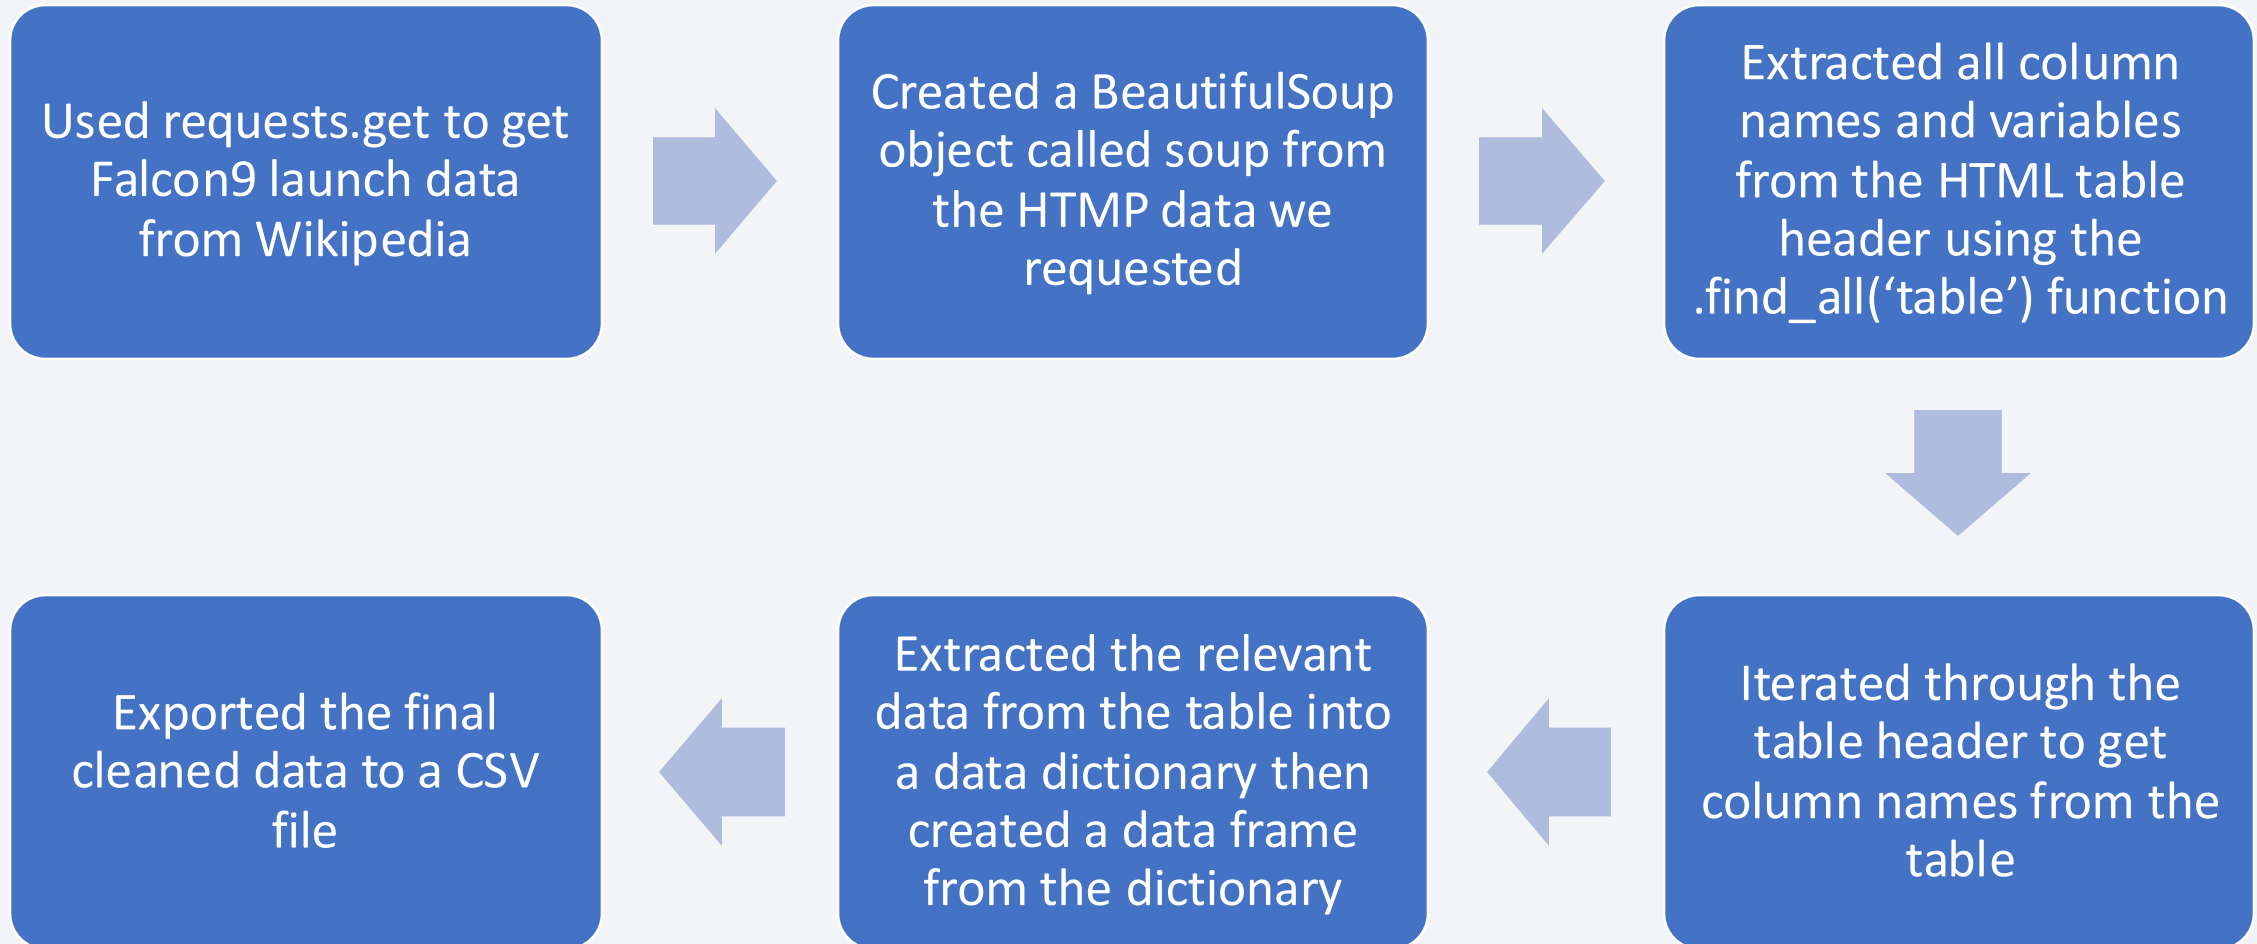 Used requests.get to get
Falcon9 launch data
from Wikipedia
Created a BeautifulSoup
object called soup from
the HTMP data we
requested
Extracted all column
names and variables
from the HTML table
header using the
.find_all(‘table’) function
Iterated through the
table header to get
column names from the
table
Extracted the relevant
data from the table into
a data dictionary then
created a data frame
from the dictionary
Exported the final
cleaned data to a CSV
file